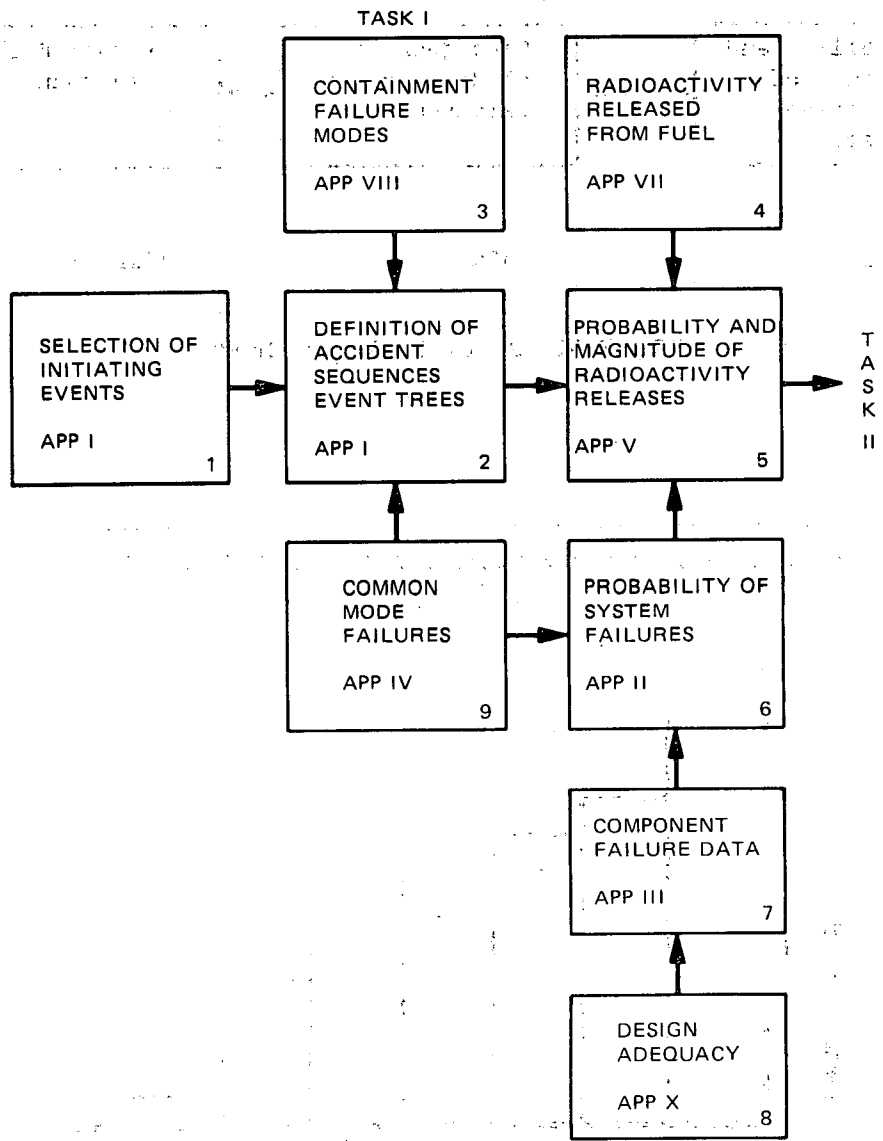 TASK I
CONTAINMENT
FAILURE
MODES
APP VIII
3
RADIOACTIVITY
RELEASED
FROM FUEL
APP VII
4
SELECTION OF
INITIATING
EVENTS
APP I
1
DEFINITION OF
ACCIDENT
SEQUENCES
EVENT TREES
APP I
2
PROBABILITY AND
MAGNITUDE OF
RADIOACTIVITY
RELEASES
APP V
5
T
A
S
K
II
COMMON
MODE
FAILURES
APP IV
9
PROBABILITY OF
SYSTEM
FAILURES
APP II
6
COMPONENT
FAILURE DATA
APP III
7
DESIGN
ADEQUACY
APP X
8